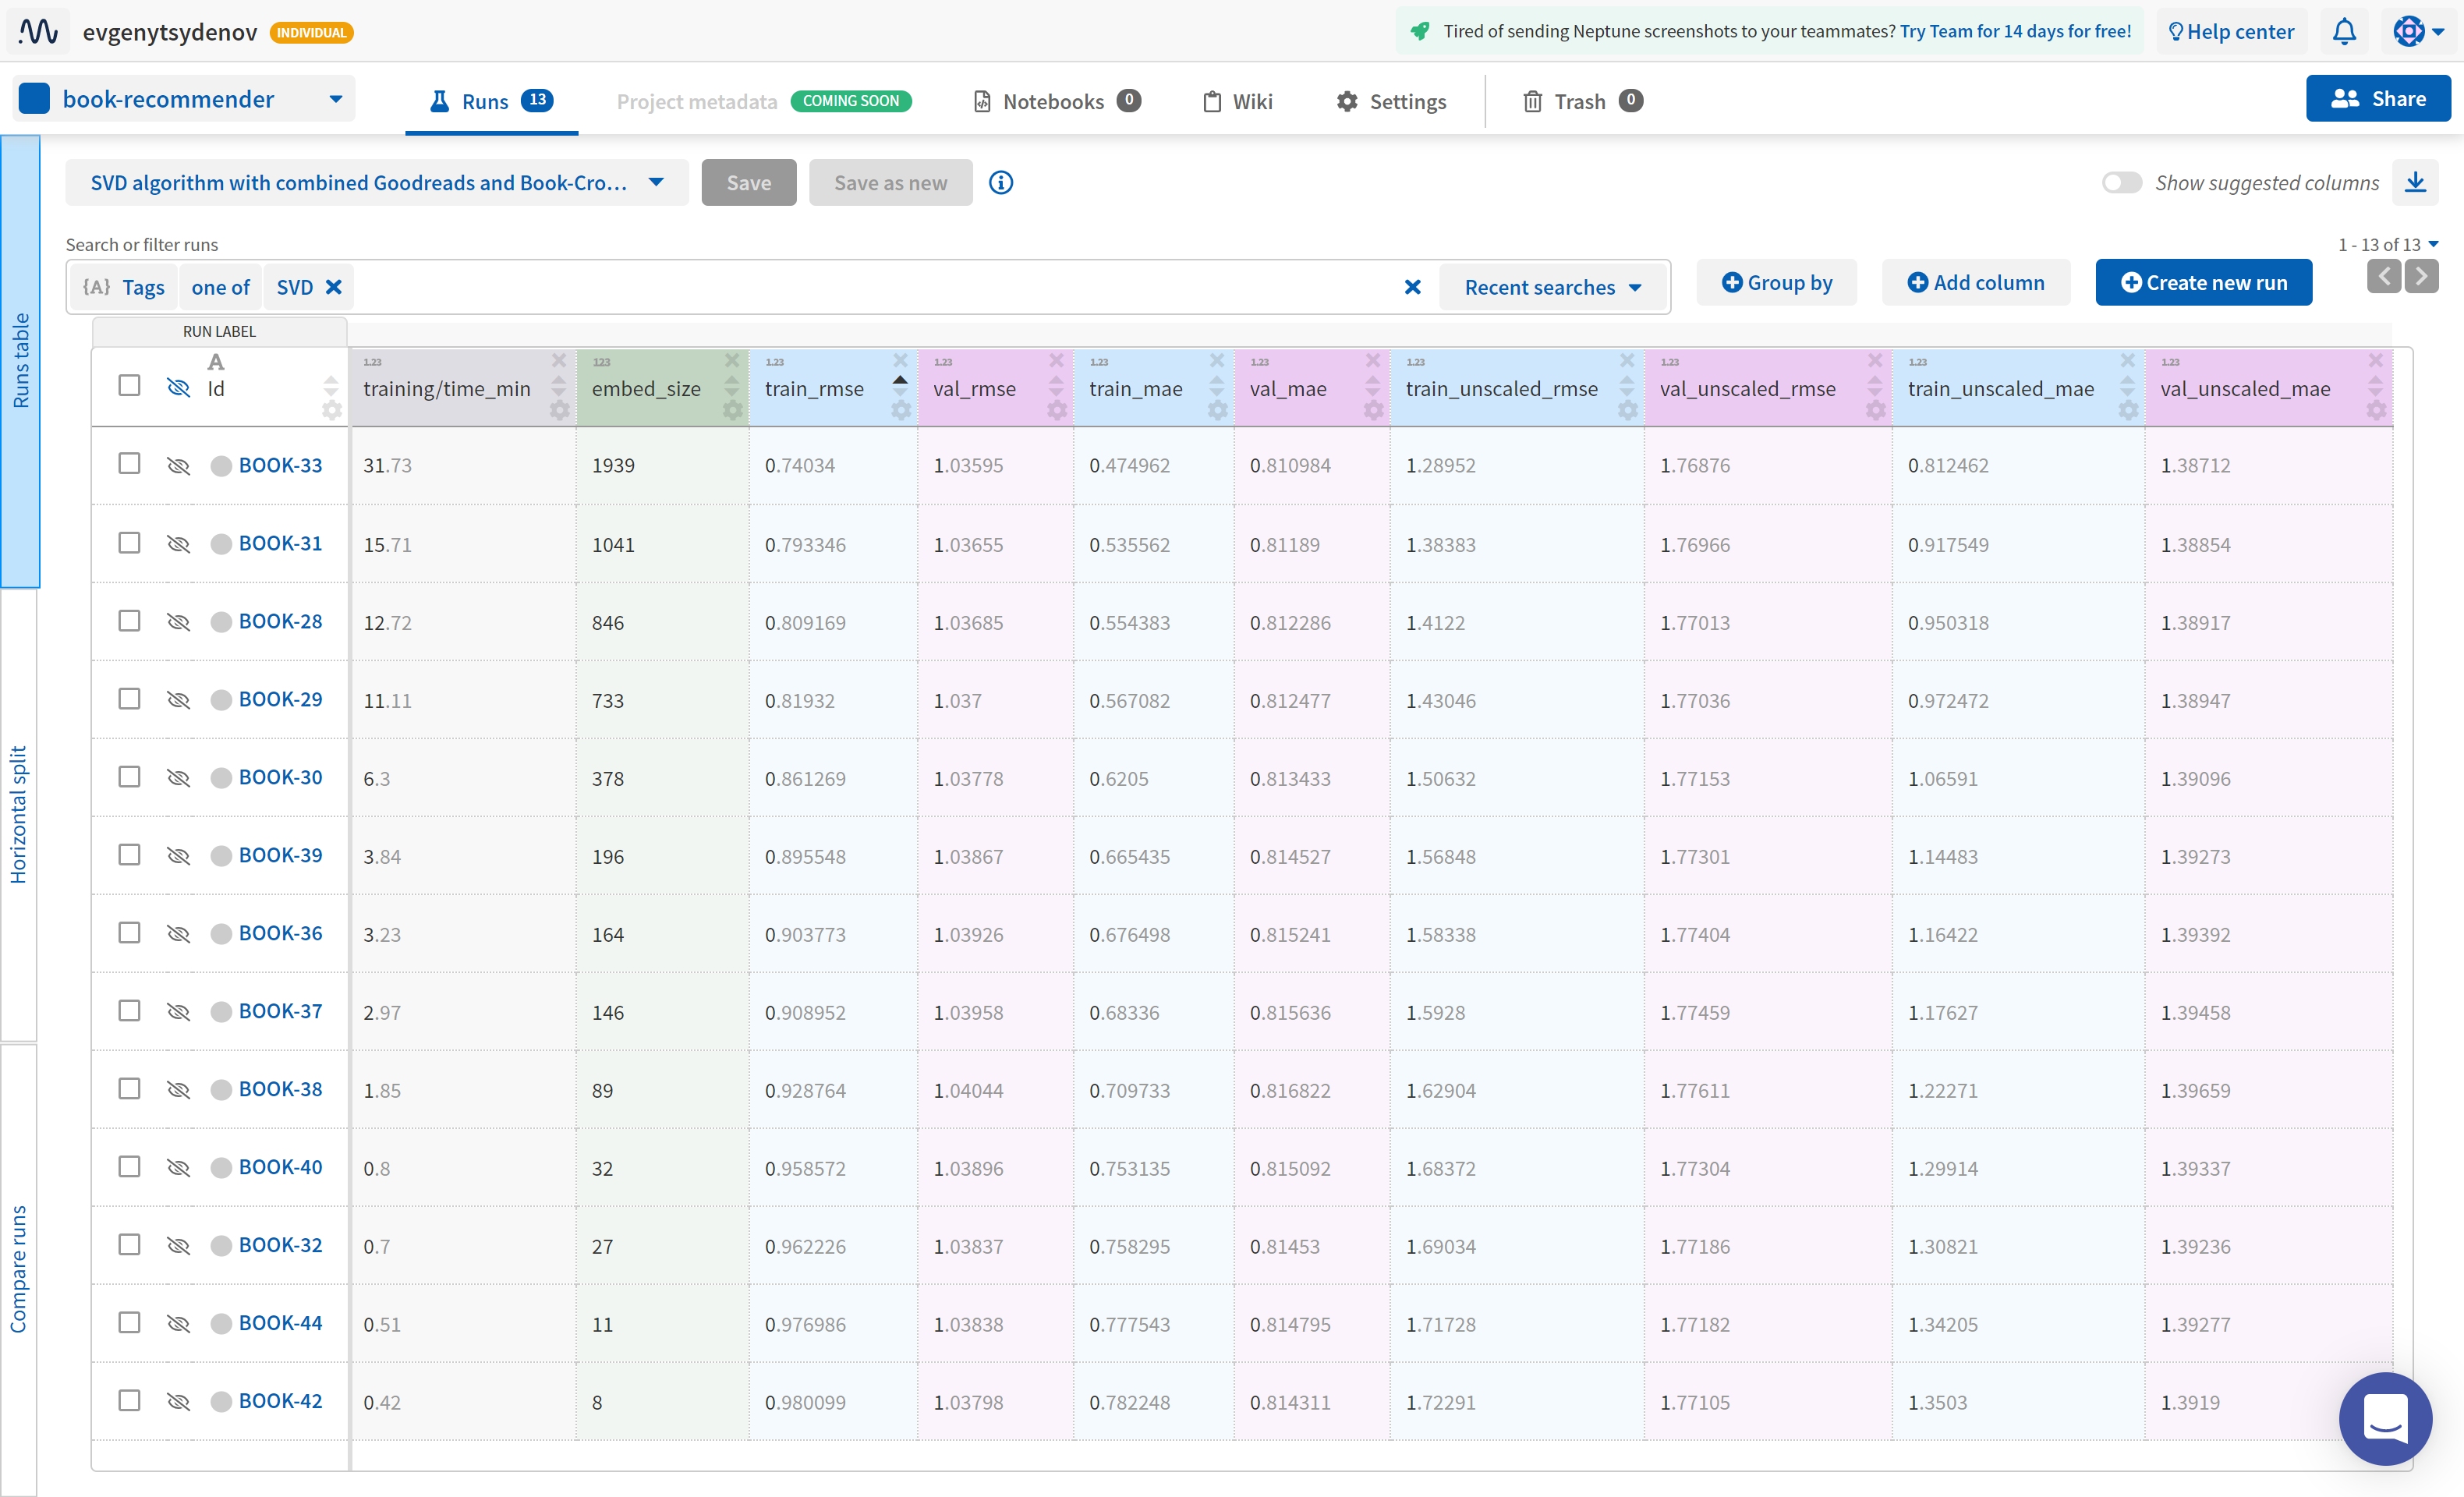 evgenytsydenov INDIVIDUAL Tired of sending Neptune screenshots to your teammates? Try Team for 14 days for free! Help center
book-recommender Runs 13 Project metadata COMING SOON Notebooks 0 Wiki Settings Trash 0 Share
SVD algorithm with combined Goodreads and Book-Cro... Save Save as new Show suggested columns
Search or filter runs 1 - 13 of 13
{A} Tags one of SVD Recent searches Group by Add column Create new run
RUN LABEL
A 1.23 123 1.23 1.23 1.23 1.23 1.23 1.23 1.23 1.23
Id training/time_min embed_size train_rmse val_rmse train_mae val_mae train_unscaled_rmse val_unscaled_rmse train_unscaled_mae val_unscaled_mae
BOOK-33 31.73 1939 0.74034 1.03595 0.474962 0.810984 1.28952 1.76876 0.812462 1.38712
BOOK-31 15.71 1041 0.793346 1.03655 0.535562 0.81189 1.38383 1.76966 0.917549 1.38854
BOOK-28 12.72 846 0.809169 1.03685 0.554383 0.812286 1.4122 1.77013 0.950318 1.38917
BOOK-29 11.11 733 0.81932 1.037 0.567082 0.812477 1.43046 1.77036 0.972472 1.38947
BOOK-30 6.3 378 0.861269 1.03778 0.6205 0.813433 1.50632 1.77153 1.06591 1.39096
BOOK-39 3.84 196 0.895548 1.03867 0.665435 0.814527 1.56848 1.77301 1.14483 1.39273
BOOK-36 3.23 164 0.903773 1.03926 0.676498 0.815241 1.58338 1.77404 1.16422 1.39392
BOOK-37 2.97 146 0.908952 1.03958 0.68336 0.815636 1.5928 1.77459 1.17627 1.39458
BOOK-38 1.85 89 0.928764 1.04044 0.709733 0.816822 1.62904 1.77611 1.22271 1.39659
BOOK-40 0.8 32 0.958572 1.03896 0.753135 0.815092 1.68372 1.77304 1.29914 1.39337
BOOK-32 0.7 27 0.962226 1.03837 0.758295 0.81453 1.69034 1.77186 1.30821 1.39236
BOOK-44 0.51 11 0.976986 1.03838 0.777543 0.814795 1.71728 1.77182 1.34205 1.39277
BOOK-42 0.42 8 0.980099 1.03798 0.782248 0.814311 1.72291 1.77105 1.3503 1.3919
Runs table
Horizontal split
Compare runs